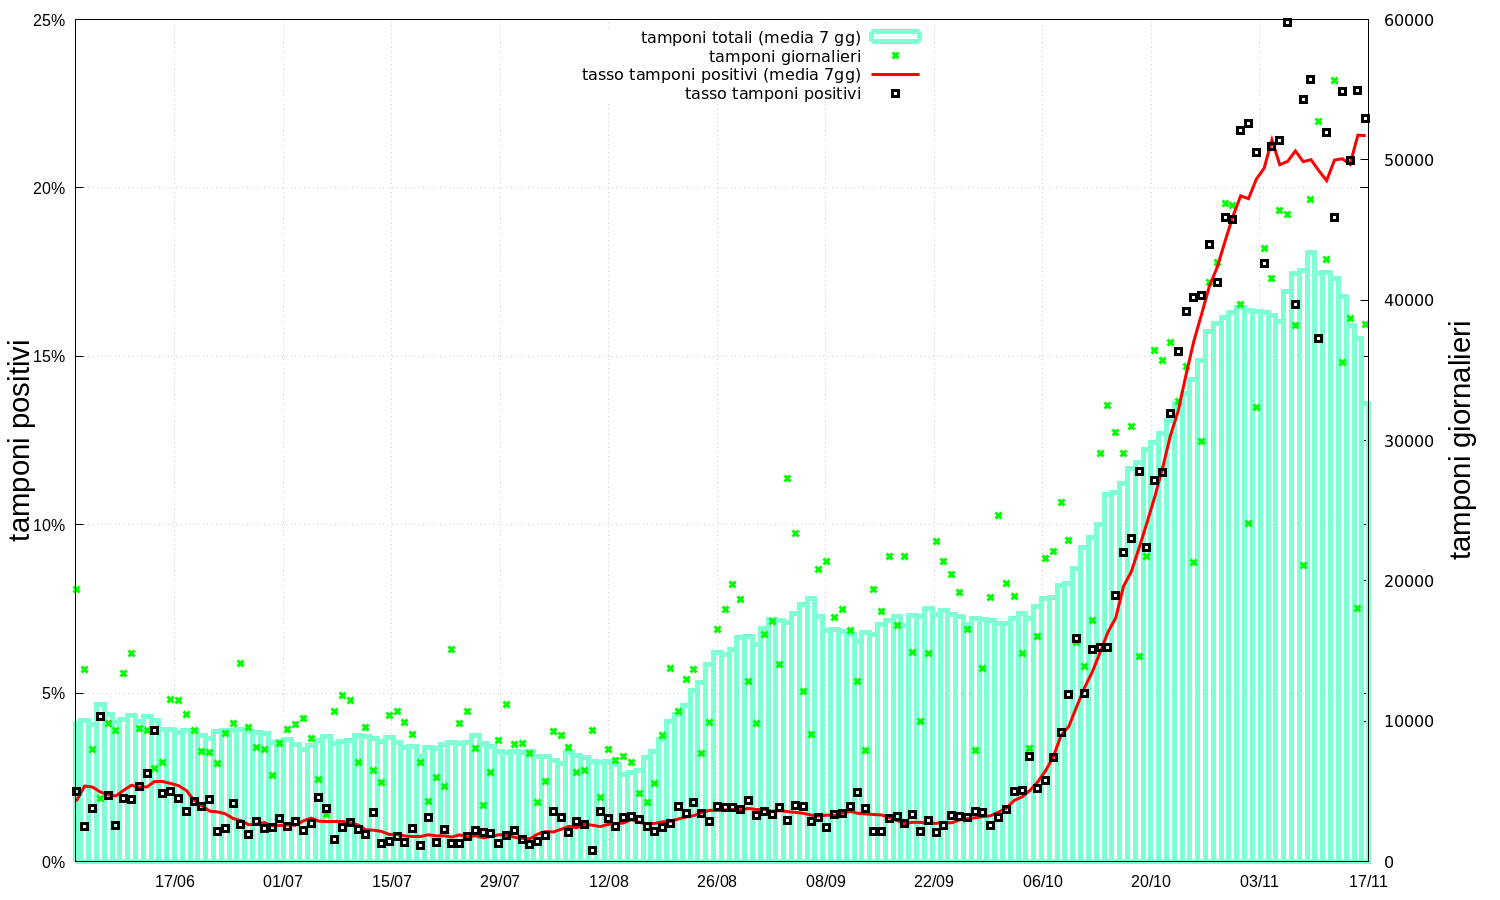 25%
20%
15%
10%
5%
0%
60000
50000
40000
30000
20000
10000
0
tamponi totali (media 7 gg)
tamponi giornalieri
tasso tamponi positivi (media 7gg)
tasso tamponi positivi
tamponi positivi
tamponi giornalieri
17/06 01/07 15/07 29/07 12/08 26/08 08/09 22/09 06/10 20/10 03/11 17/11